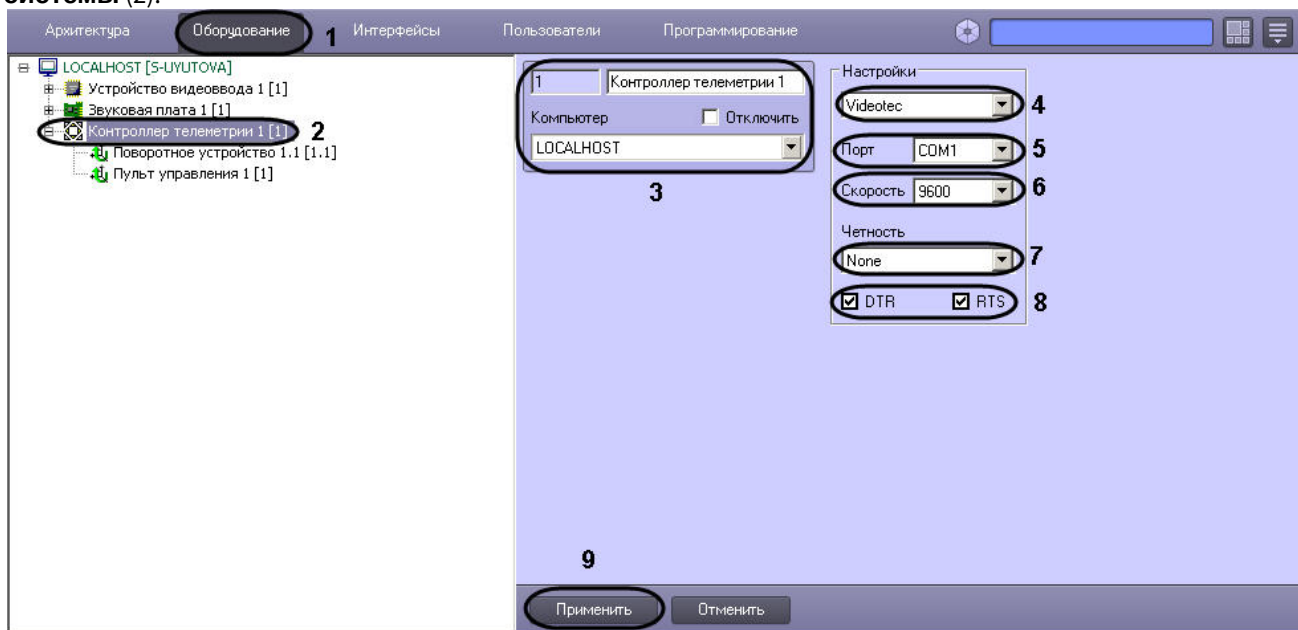 системы (2).
Архитектура Оборудование 1 Интерфейсы Пользователи Программирование
LOCALHOST [S-UYUTOVA]
Устройство видеоввода 1 [1]
Звуковая плата 1 [1]
Контроллер телеметрии 1 [1] 2
Поворотное устройство 1.1 [1.1]
Пульт управления 1 [1]
1 Контроллер телеметрии 1
Компьютер Отключить
LOCALHOST
3
Настройки
Videotec 4
Порт COM1 5
Скорость 9600 6
Четность
None 7
DTR RTS 8
9
Применить Отменить